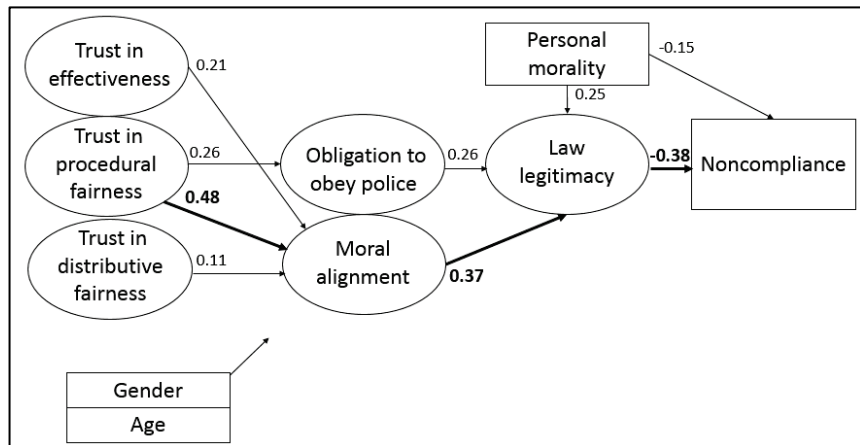 Trust in
effectiveness
0.21
Personal
morality
-0.15
0.25
Trust in
procedural
fairness
0.26
Obligation to
obey police
0.26
Law
legitimacy
-0.38
Noncompliance
0.48
Trust in
distributive
fairness
0.11
Moral
alignment
0.37
Gender
Age